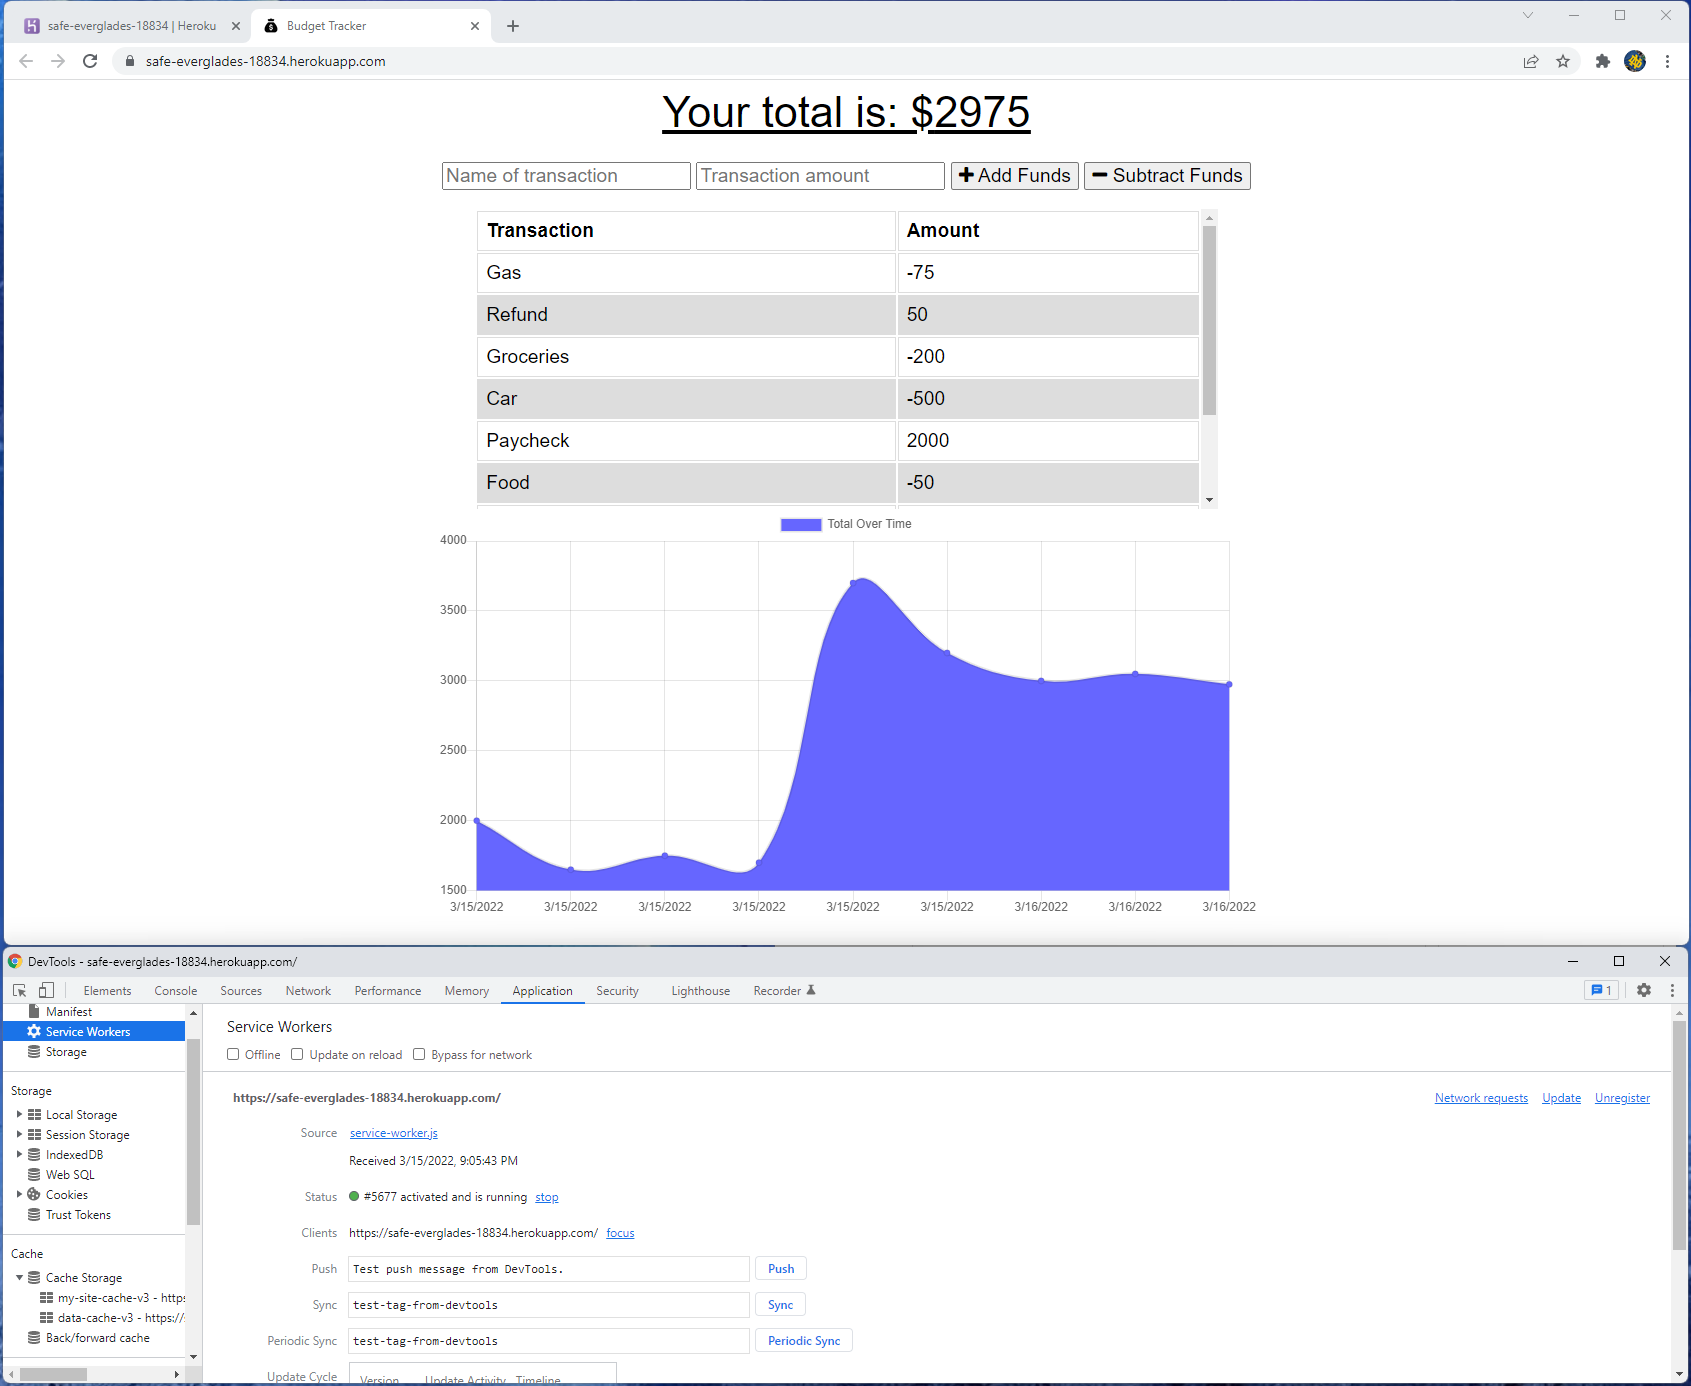 safe-everglades-18834 | Heroku
Budget Tracker
safe-everglades-18834.herokuapp.com
Your total is: $2975
Name of transaction Transaction amount Add Funds Subtract Funds
Transaction Amount
Gas -75
Refund 50
Groceries -200
Car -500
Paycheck 2000
Food -50
Total Over Time
4000
3500
3000
2500
2000
1500
3/15/2022 3/15/2022 3/15/2022 3/15/2022 3/15/2022 3/15/2022 3/16/2022 3/16/2022 3/16/2022
DevTools - safe-everglades-18834.herokuapp.com/
Elements Console Sources Network Performance Memory Application Security Lighthouse Recorder 1
Manifest
Service Workers
Storage
Storage
Local Storage
Session Storage
IndexedDB
Web SQL
Cookies
Trust Tokens
Cache
Cache Storage
my-site-cache-v3 - https
data-cache-v3 - https://
Back/forward cache
Service Workers
Offline Update on reload Bypass for network
https://safe-everglades-18834.herokuapp.com/ Network requests Update Unregister
Source service-worker.js
Received 3/15/2022, 9:05:43 PM
Status #5677 activated and is running stop
Clients https://safe-everglades-18834.herokuapp.com/ focus
Push Test push message from DevTools. Push
Sync test-tag-from-devtools Sync
Periodic Sync test-tag-from-devtools Periodic Sync
Update Cycle Version Update Activity Timeline